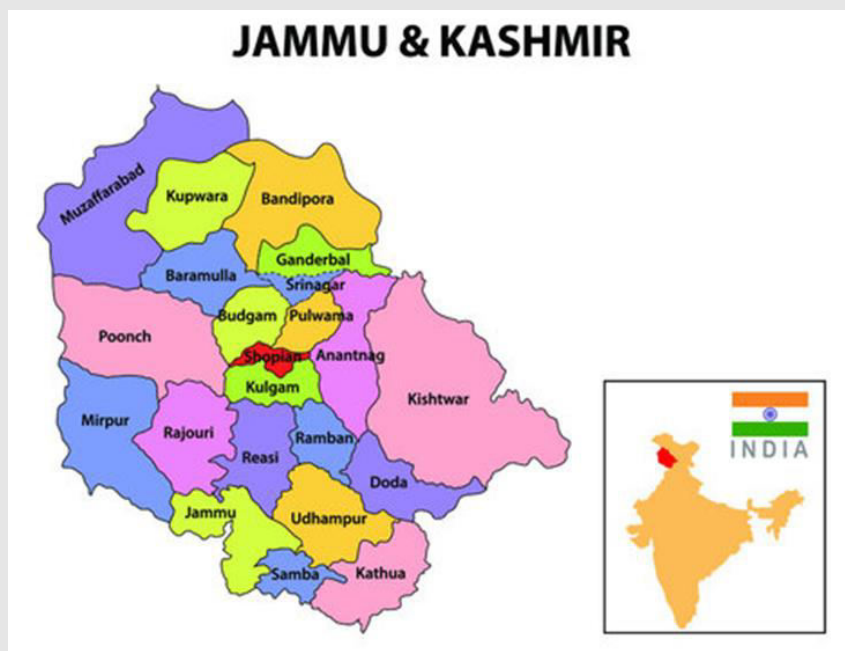 JAMMU & KASHMIR
Muzaffarabad
Kupwara
Bandipora
Ganderbal
Baramulla
Srinagar
Budgam
Pulwama
Poonch
Shopian
Anantnag
Kulgam
Kishtwar
Mirpur
Rajouri
Ramban
Reasi
Doda
Jammu
Udhampur
Samba
Kathua
INDIA